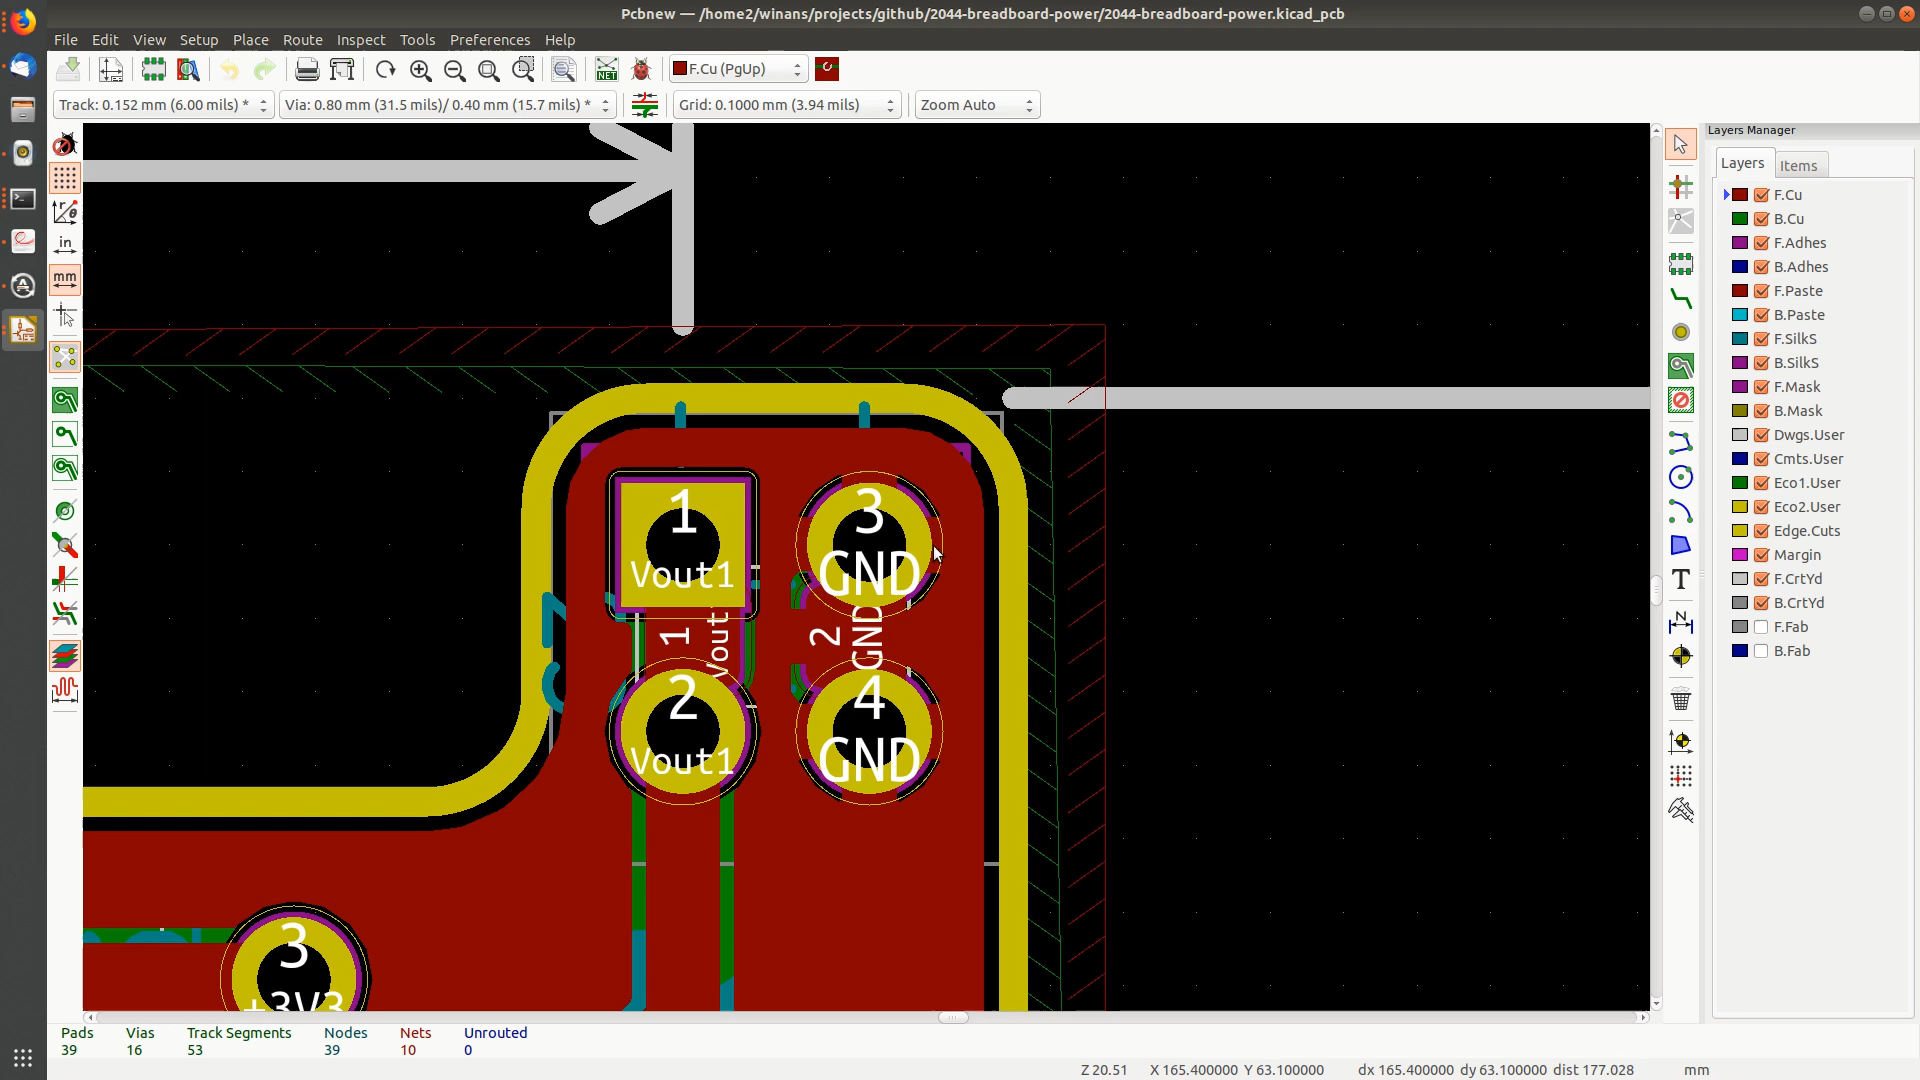 Pcbnew — /home2/winans/projects/github/2044-breadboard-power/2044-breadboard-power.kicad_pcb
File Edit View Setup Place Route Inspect Tools Preferences Help
NET
F.Cu (PgUp)
Track: 0.152 mm (6.00 mils) *
Via: 0.80 mm (31.5 mils)/ 0.40 mm (15.7 mils) *
Grid: 0.1000 mm (3.94 mils)
Zoom Auto
in
mm
Layers Manager
Layers
Items
F.Cu
B.Cu
F.Adhes
B.Adhes
F.Paste
B.Paste
F.SilkS
B.SilkS
F.Mask
B.Mask
Dwgs.User
Cmts.User
Eco1.User
Eco2.User
Edge.Cuts
Margin
F.CrtYd
B.CrtYd
F.Fab
B.Fab
1
Vout1
3
GND
1
Vout
2
GND
2
Vout1
4
GND
3
+3V3
Pads Vias Track Segments Nodes Nets Unrouted
39 16 53 39 10 0
Z 20.51 X 165.400000 Y 63.100000 dx 165.400000 dy 63.100000 dist 177.028 mm